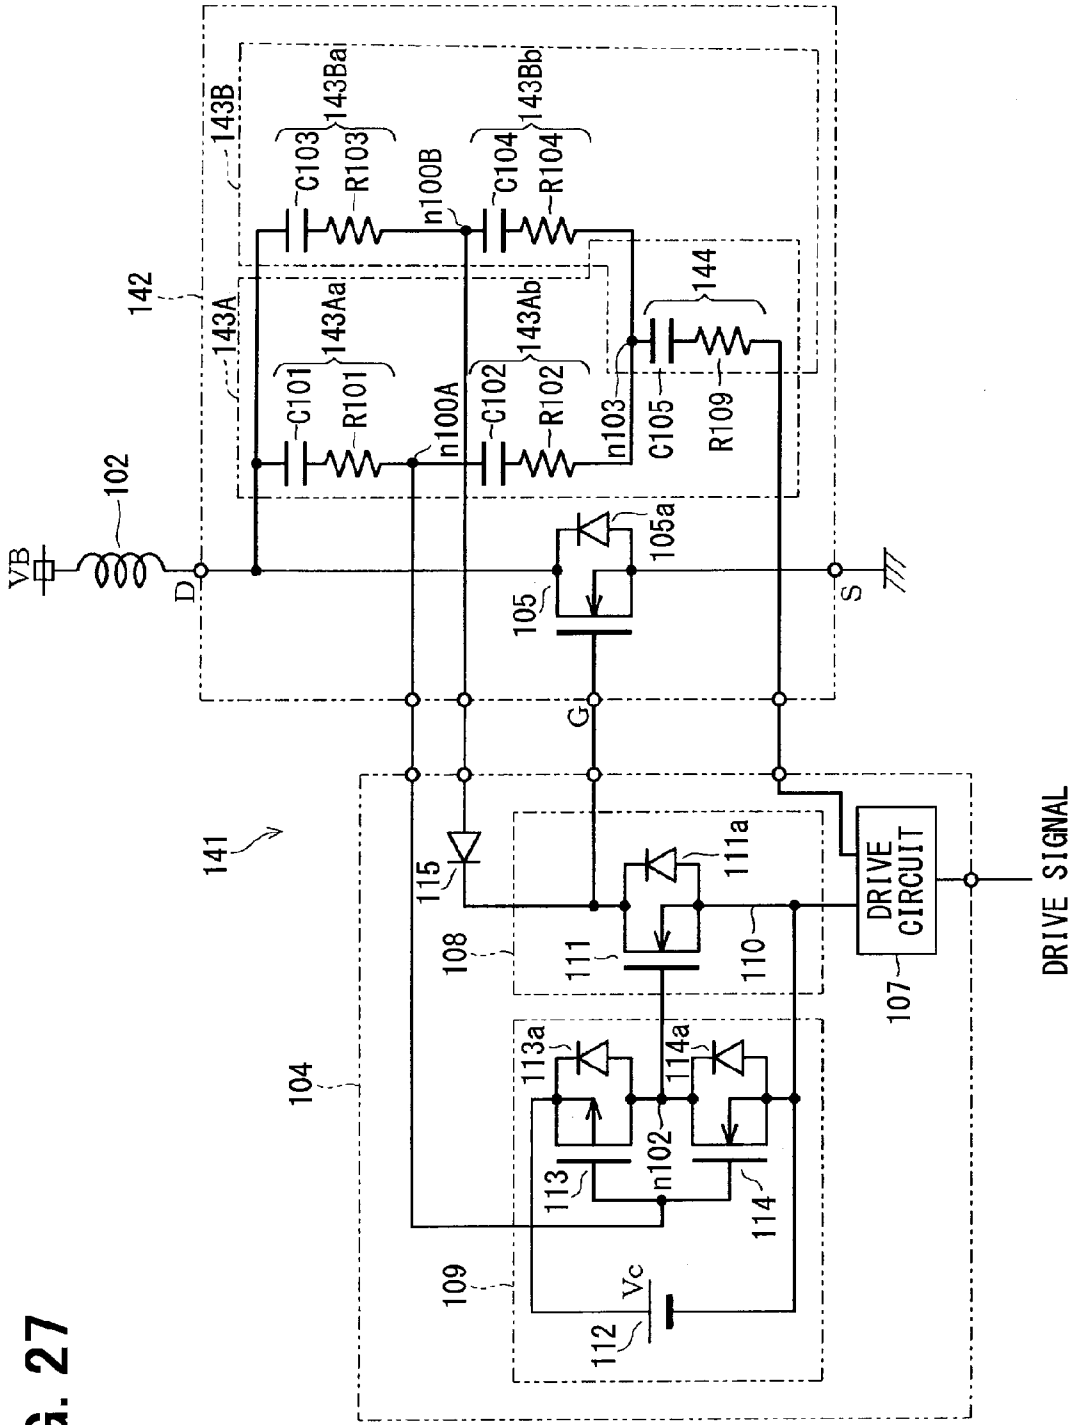 G. 27
VB
102
142
143A
143B
D
C101
R101
143Aa
C103
R103
143Ba
n100A
n100B
C102
R102
143Ab
C104
R104
143Bb
n103
C105
R109
144
105
105a
G
S
141
104
115
108
111
111a
110
109
113
113a
n102
114
114a
112
Vc
DRIVE
CIRCUIT
107
DRIVE SIGNAL